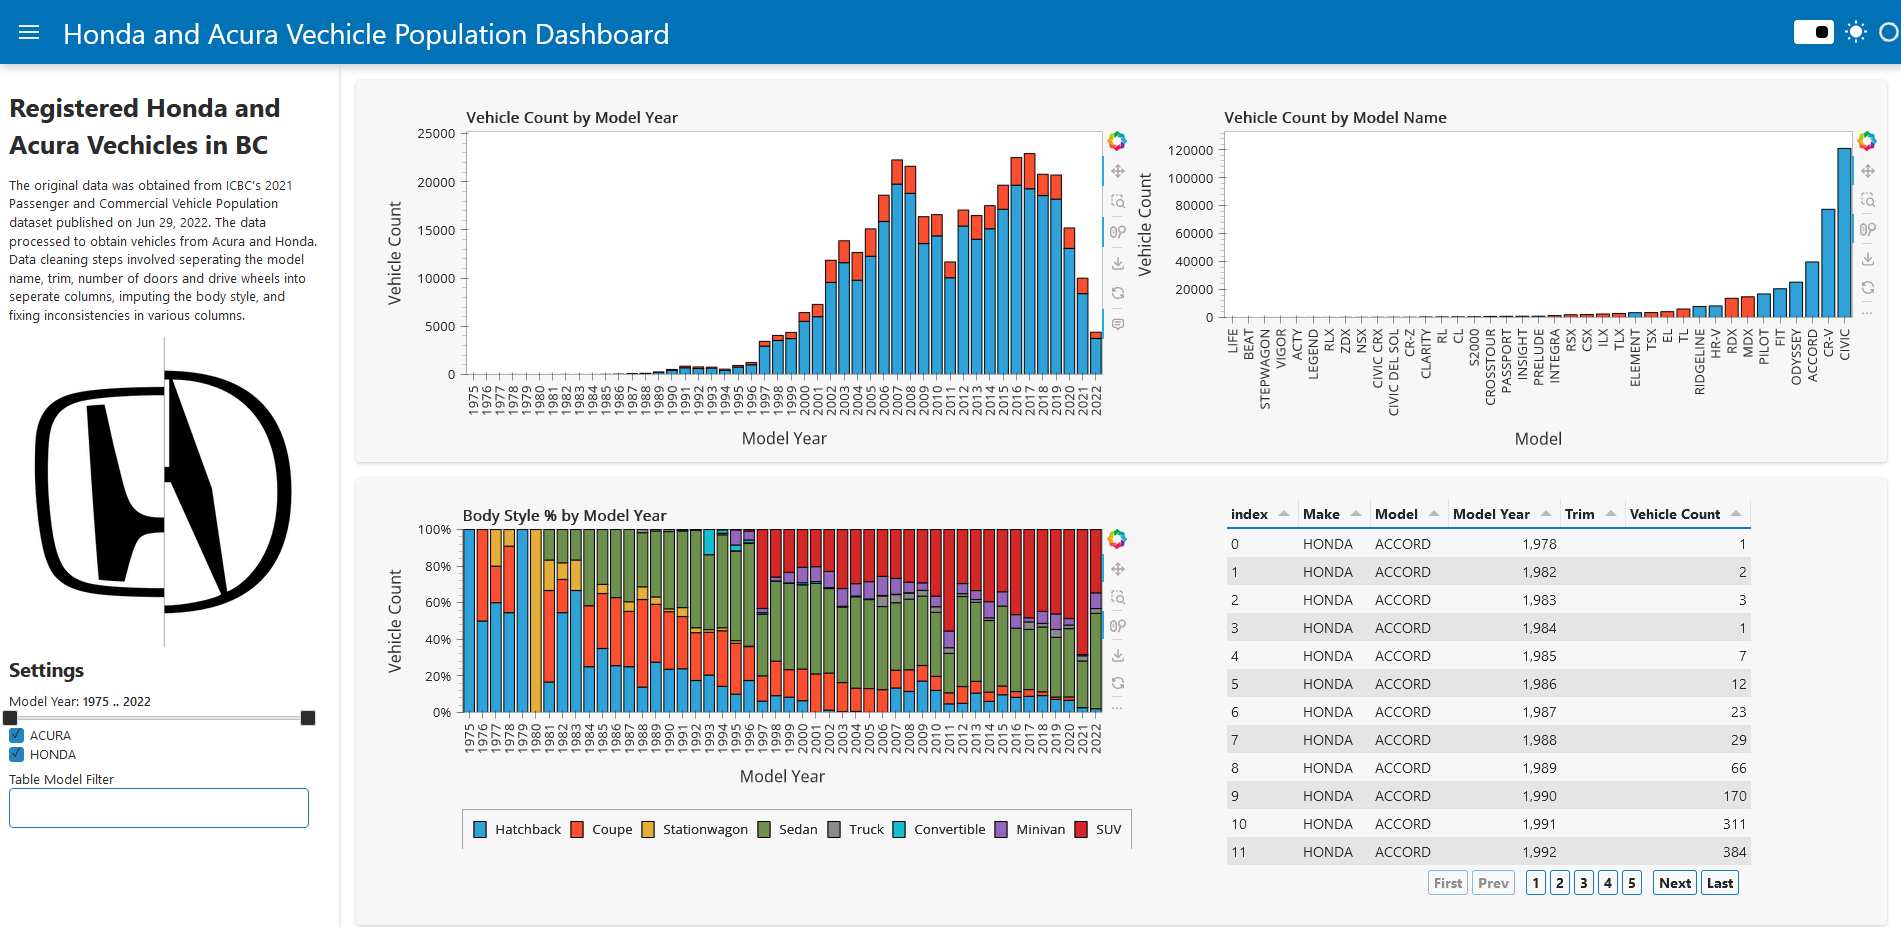 Honda and Acura Vechicle Population Dashboard
Registered Honda and
Acura Vechicles in BC
The original data was obtained from ICBC's 2021
Passenger and Commercial Vehicle Population
dataset published on Jun 29, 2022. The data
processed to obtain vehicles from Acura and Honda.
Data cleaning steps involved seperating the model
name, trim, number of doors and drive wheels into
seperate columns, imputing the body style, and
fixing inconsistencies in various columns.
Settings
Model Year: 1975 .. 2022
ACURA
HONDA
Table Model Filter
Vehicle Count by Model Year
Vehicle Count
25000
20000
15000
10000
5000
0
1975 1976 1977 1978 1979 1980 1981 1982 1983 1984 1985 1986 1987 1988 1989 1990 1991 1992 1993 1994 1995 1996 1997 1998 1999 2000 2001 2002 2003 2004 2005 2006 2007 2008 2009 2010 2011 2012 2013 2014 2015 2016 2017 2018 2019 2020 2021 2022
Model Year
Vehicle Count by Model Name
Vehicle Count
120000
100000
80000
60000
40000
20000
0
LIFE BEAT STEPWAGON VIGOR ACTY LEGEND RLX ZDX NSX CIVIC CRX CIVIC DEL SOL CR-Z CLARITY RL CL S2000 CROSSTOUR PASSPORT INSIGHT PRELUDE INTEGRA RSX CSX ILX TLX ELEMENT TSX EL TL RIDGELINE HR-V RDX MDX PILOT FIT ODYSSEY ACCORD CR-V CIVIC
Model
Body Style % by Model Year
Vehicle Count
100%
80%
60%
40%
20%
0%
1975 1976 1977 1978 1979 1980 1981 1982 1983 1984 1985 1986 1987 1988 1989 1990 1991 1992 1993 1994 1995 1996 1997 1998 1999 2000 2001 2002 2003 2004 2005 2006 2007 2008 2009 2010 2011 2012 2013 2014 2015 2016 2017 2018 2019 2020 2021 2022
Model Year
Hatchback Coupe Stationwagon Sedan Truck Convertible Minivan SUV
index Make Model Model Year Trim Vehicle Count
0 HONDA ACCORD 1,978 1
1 HONDA ACCORD 1,982 2
2 HONDA ACCORD 1,983 3
3 HONDA ACCORD 1,984 1
4 HONDA ACCORD 1,985 7
5 HONDA ACCORD 1,986 12
6 HONDA ACCORD 1,987 23
7 HONDA ACCORD 1,988 29
8 HONDA ACCORD 1,989 66
9 HONDA ACCORD 1,990 170
10 HONDA ACCORD 1,991 311
11 HONDA ACCORD 1,992 384
First Prev 1 2 3 4 5 Next Last